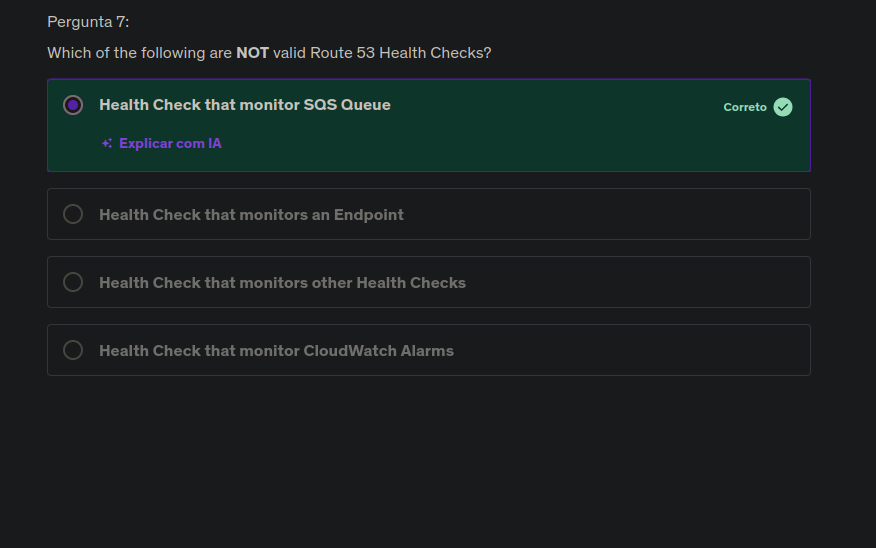 Pergunta 7:
Which of the following are NOT valid Route 53 Health Checks?
Health Check that monitor SQS Queue
Correto
Explicar com IA
Health Check that monitors an Endpoint
Health Check that monitors other Health Checks
Health Check that monitor CloudWatch Alarms